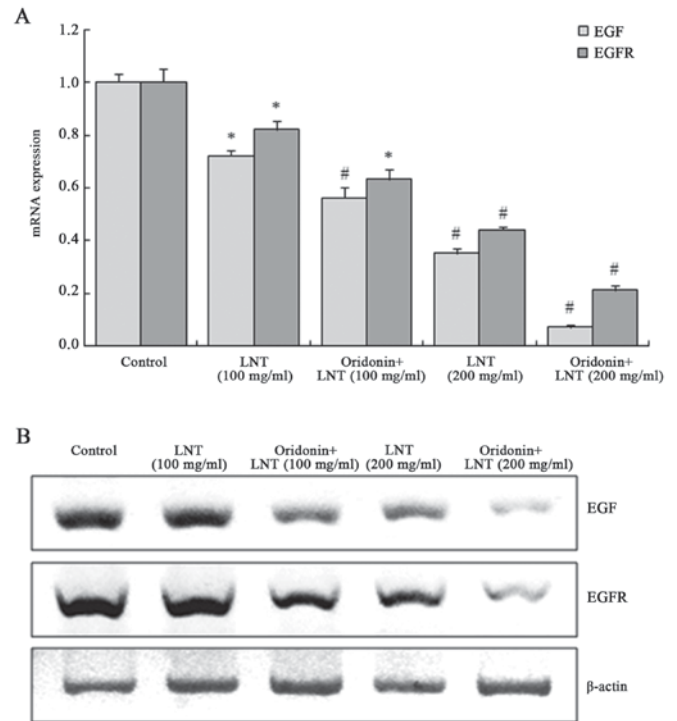 A
1.2
1.0
0.8
0.6
0.4
0.2
0.0
mRNA expression
EGF
EGFR
* *
# *
# #
# #
Control
LNT
(100 mg/ml)
Oridonin+
LNT (100 mg/ml)
LNT
(200 mg/ml)
Oridonin+
LNT (200 mg/ml)
B
Control
LNT
(100 mg/ml)
Oridonin+
LNT (100 mg/ml)
LNT
(200 mg/ml)
Oridonin+
LNT (200 mg/ml)
EGF
EGFR
β-actin